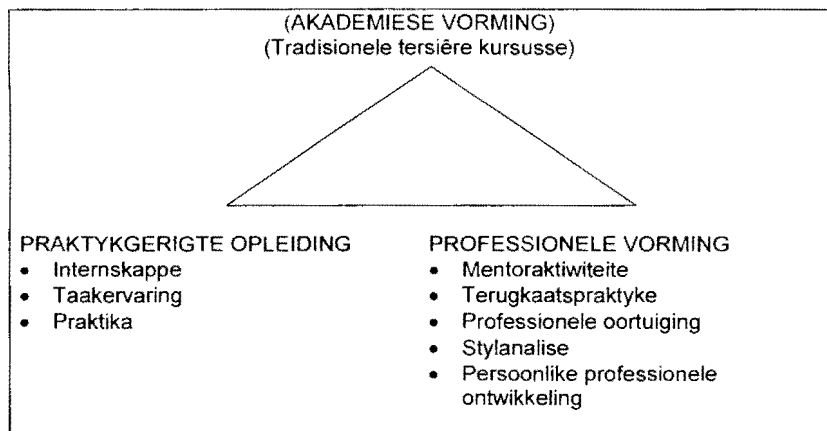 (AKADEMIESE VORMING)
(Tradisionele tersiêre kursusse)
PRAKTYKGERIGTE OPLEIDING
• Internskappe
• Taakervaring
• Praktika
PROFESSIONELE VORMING
• Mentoraktiwiteite
• Terugkaatspraktyke
• Professionele oortuiging
• Stylanalise
• Persoonlike professionele
ontwikkeling